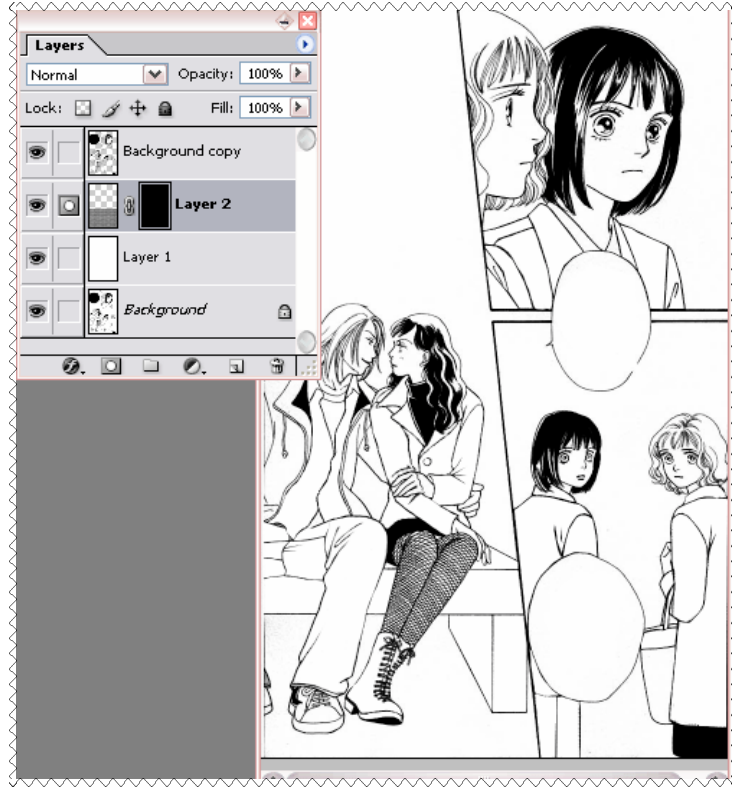 Layers
Normal Opacity: 100%
Lock: Fill: 100%
Background copy
Layer 2
Layer 1
Background